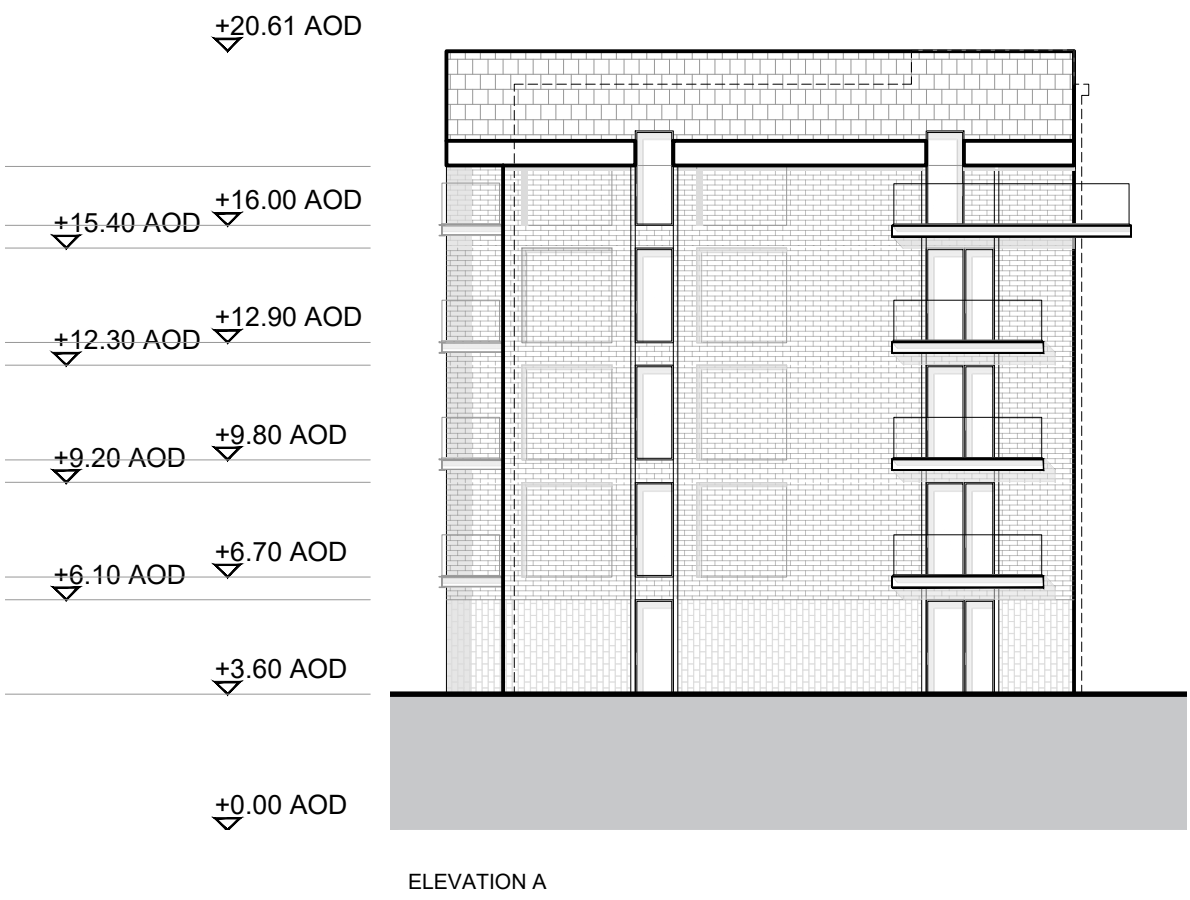 +20.61 AOD
+16.00 AOD
+15.40 AOD
+12.90 AOD
+12.30 AOD
+9.80 AOD
+9.20 AOD
+6.70 AOD
+6.10 AOD
+3.60 AOD
+0.00 AOD
ELEVATION A